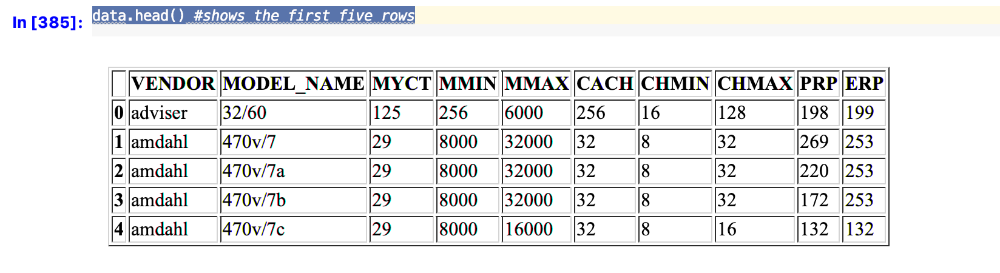 In [385]: data.head() #shows the first five rows
VENDOR MODEL_NAME MYCT MMIN MMAX CACH CHMIN CHMAX PRP ERP
0 adviser 32/60 125 256 6000 256 16 128 198 199
1 amdahl 470v/7 29 8000 32000 32 8 32 269 253
2 amdahl 470v/7a 29 8000 32000 32 8 32 220 253
3 amdahl 470v/7b 29 8000 32000 32 8 32 172 253
4 amdahl 470v/7c 29 8000 16000 32 8 16 132 132